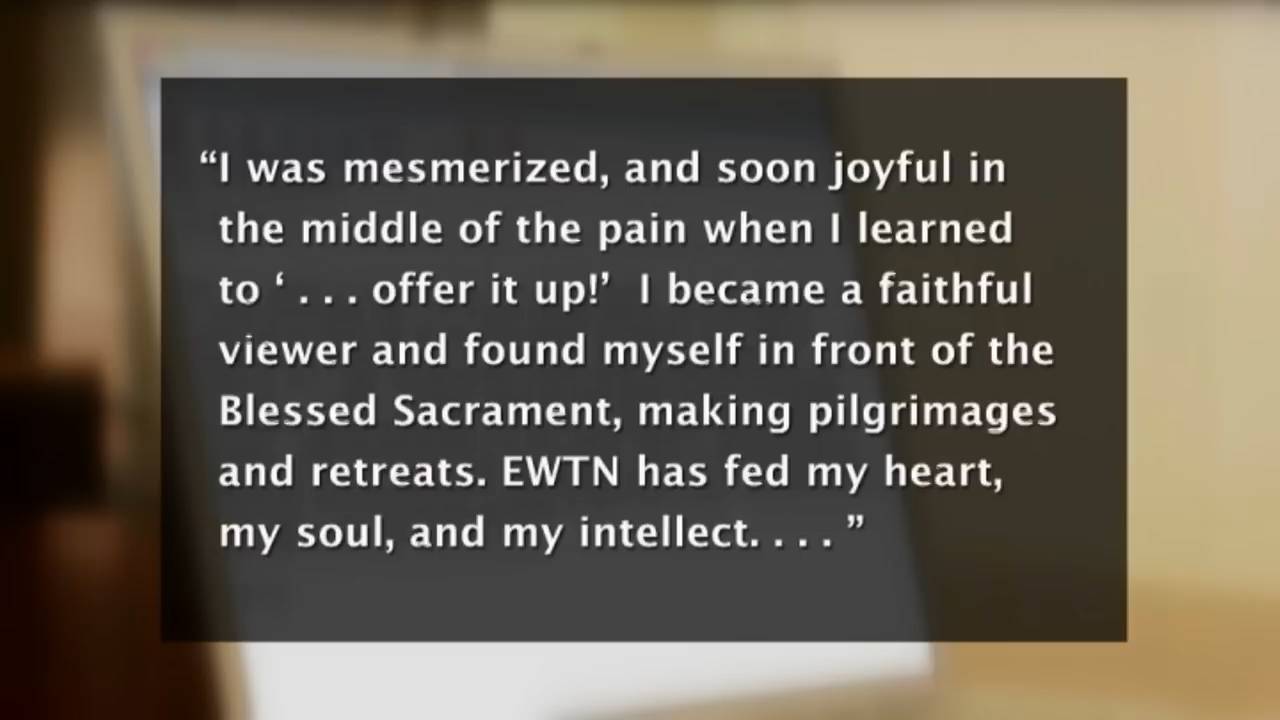 “I was mesmerized, and soon joyful in
the middle of the pain when I learned
to ‘ . . . offer it up!’  I became a faithful
viewer and found myself in front of the
Blessed Sacrament, making pilgrimages
and retreats. EWTN has fed my heart,
my soul, and my intellect. . . . ”